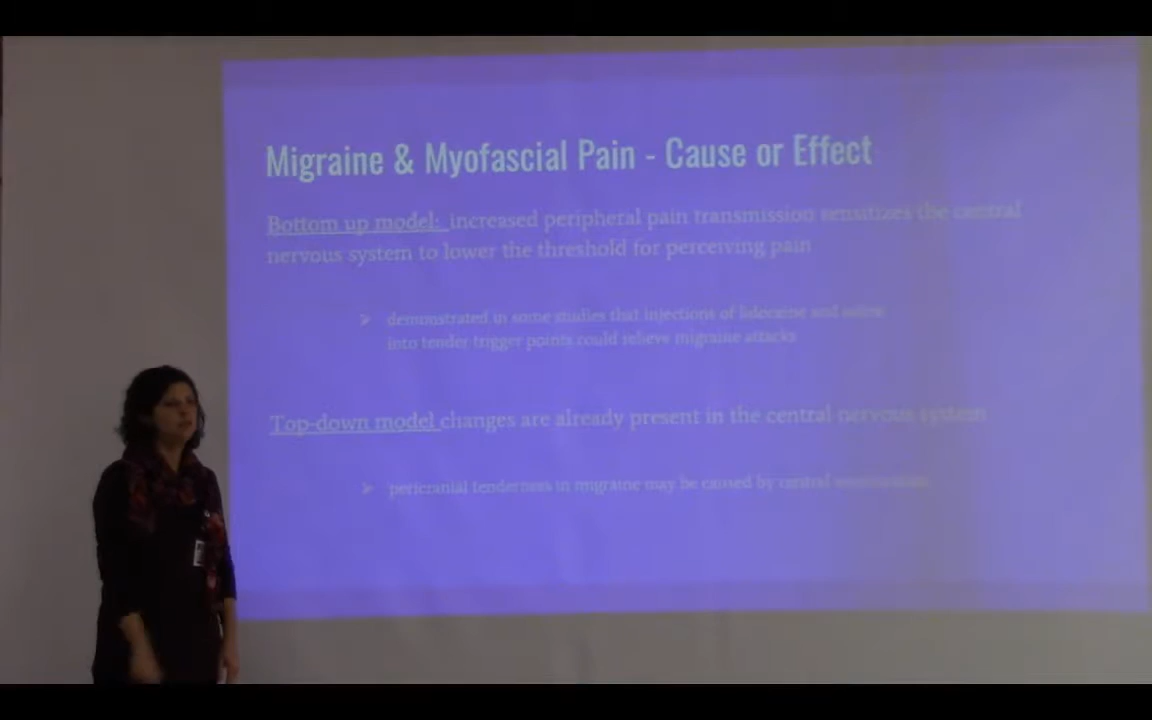 Migraine & Myofascial Pain - Cause or Effect
Bottom up model: increased peripheral pain transmission sensitizes the central
nervous system to lower the threshold for perceiving pain
➢ demonstrated in some studies that injections of lidocaine and saline
into tender trigger points could relieve migraine attacks
Top-down model changes are already present in the central nervous system
➢ pericranial tenderness in migraine may be caused by central